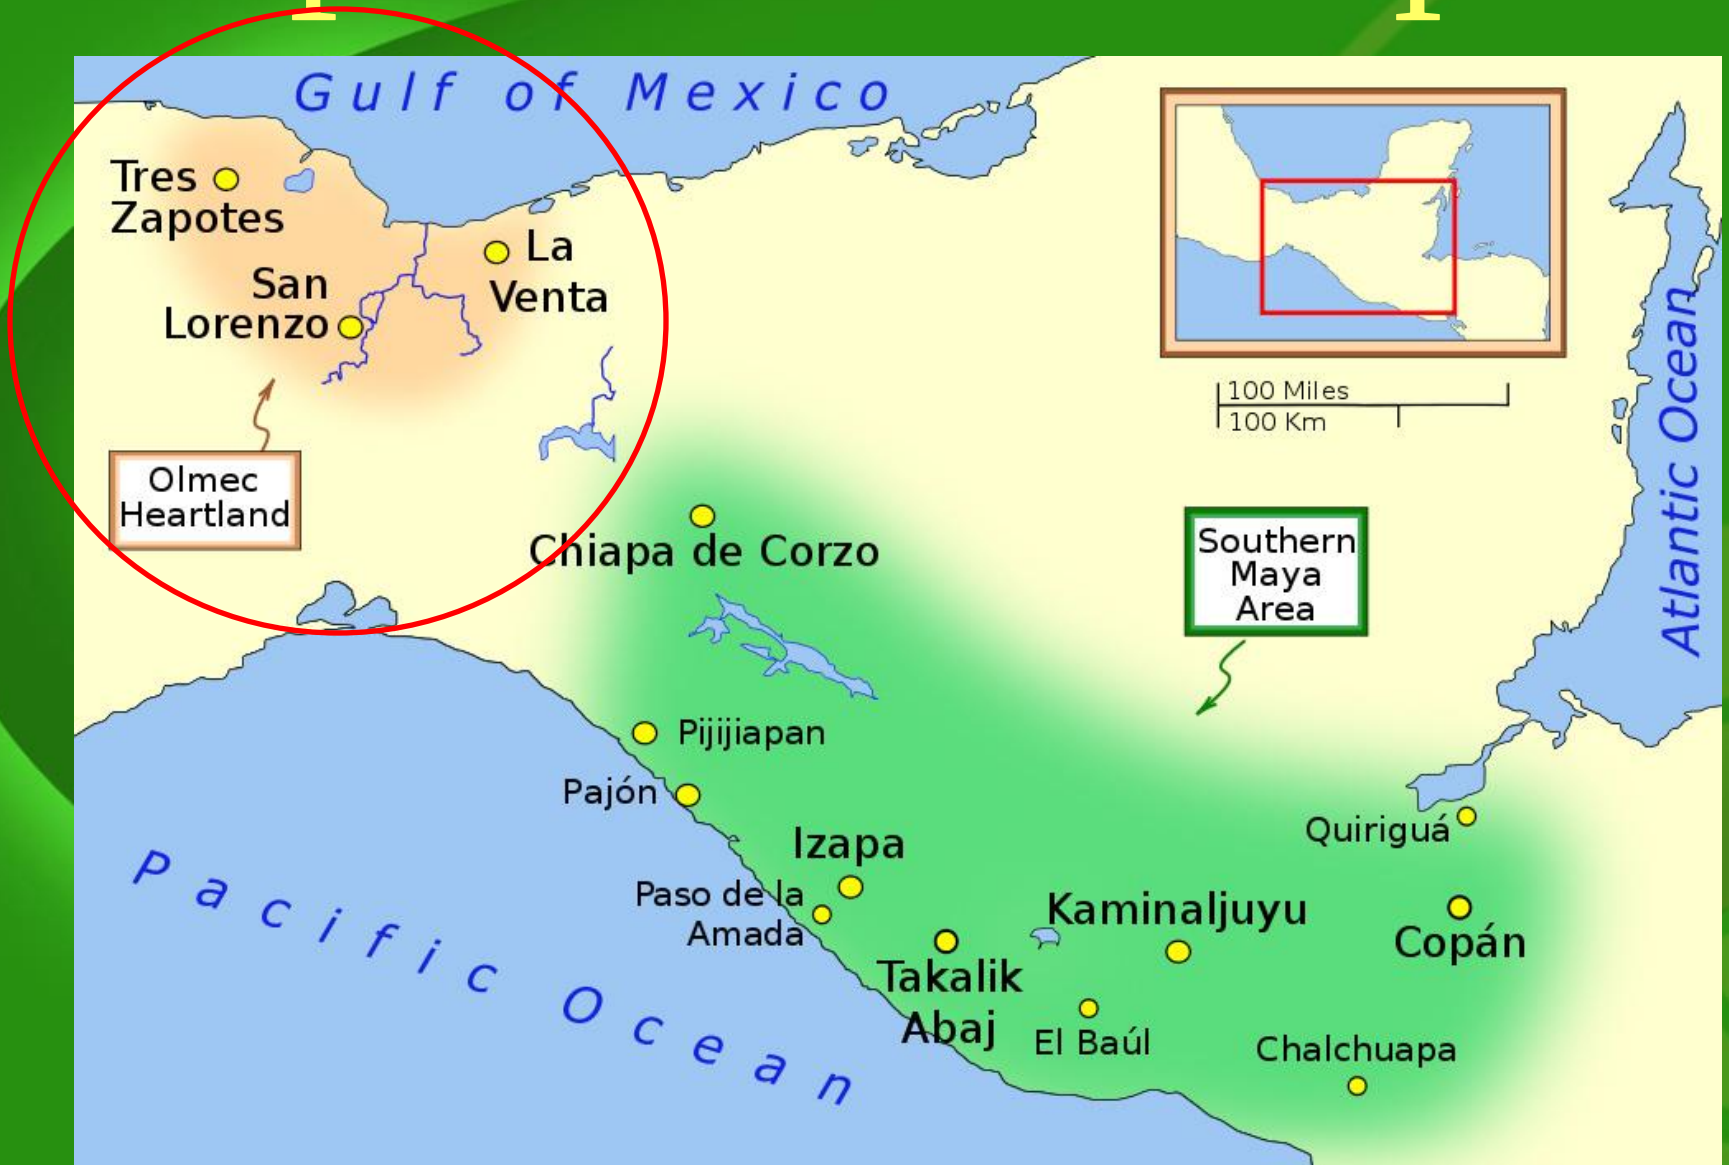 Gulf of Mexico
Tres
Zapotes
San
Lorenzo
La
Venta
Olmec
Heartland
100 Miles
100 Km
Atlantic Ocean
Southern
Maya
Area
Chiapa de Corzo
Pijijiapan
Pajón
Izapa
Paso de la
Amada
Takalik
Abaj
Kaminaljuyu
El Baúl
Quiriguá
Copán
Chalchuapa
Pacific Ocean